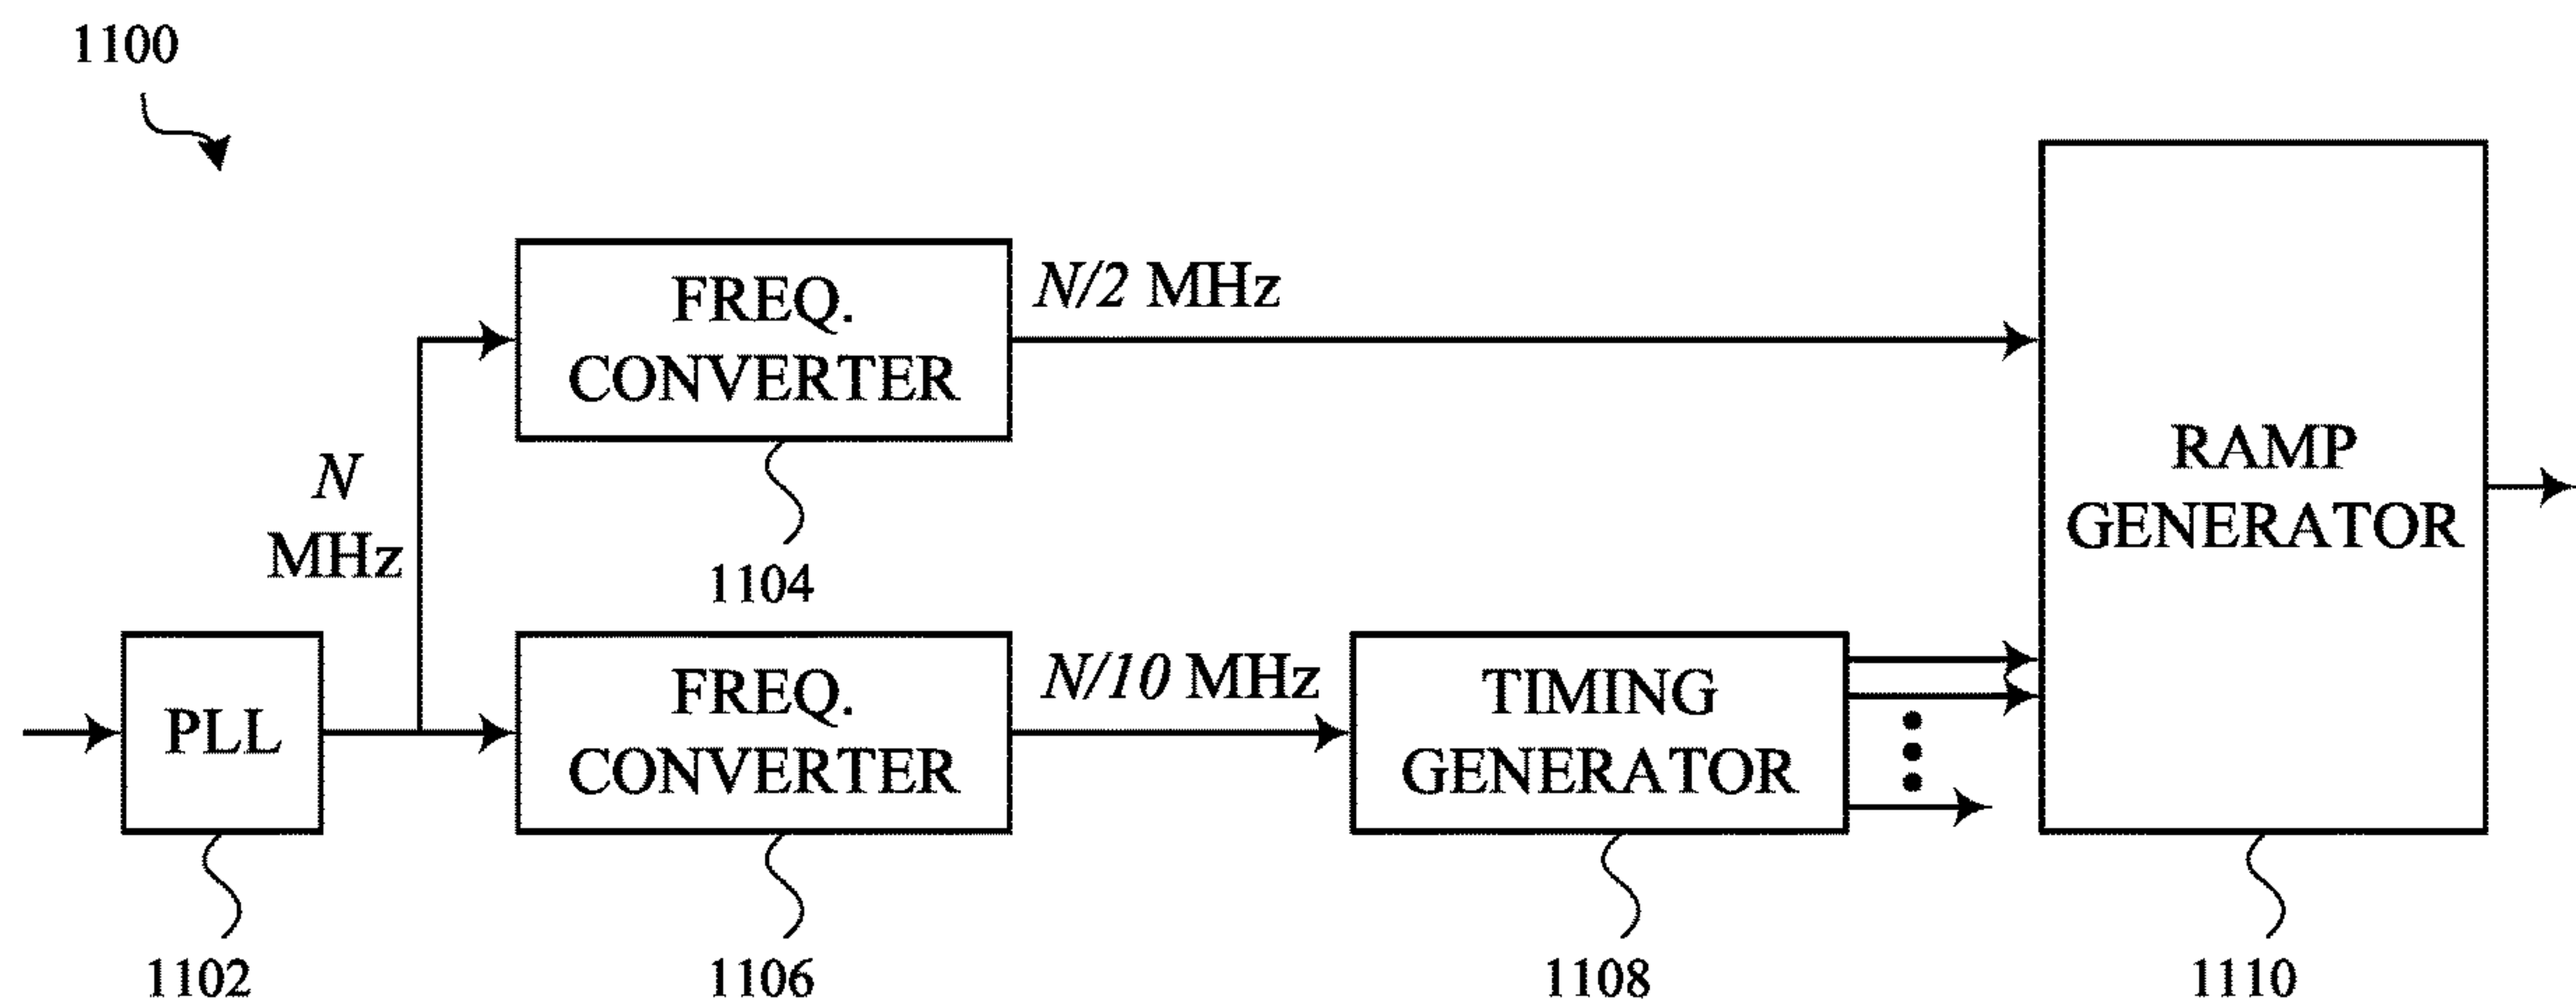 1100
FREQ.
CONVERTER
N/2 MHz
RAMP
GENERATOR
N
MHz
1104
PLL
FREQ.
CONVERTER
N/10 MHz
TIMING
GENERATOR
1102
1106
1108
1110